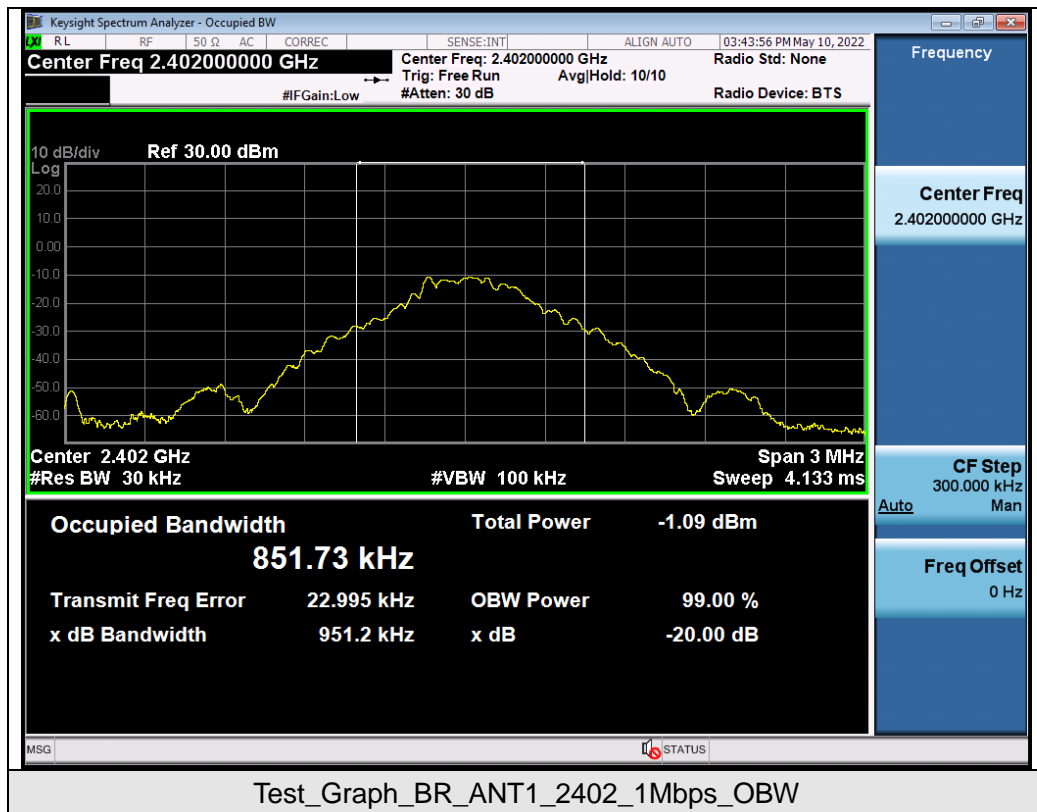 Keysight Spectrum Analyzer - Occupied BW
LXI RL RF 50 Ω AC CORREC SENSE:INT ALIGN AUTO 03:43:56 PM May 10, 2022
Center Freq 2.402000000 GHz
Center Freq: 2.402000000 GHz Radio Std: None
Trig: Free Run Avg|Hold: 10/10
#IFGain:Low #Atten: 30 dB Radio Device: BTS
Frequency
10 dB/div Ref 30.00 dBm
Log
20.0
10.0
0.00
-10.0
-20.0
-30.0
-40.0
-50.0
-60.0
Center 2.402 GHz Span 3 MHz
#Res BW 30 kHz #VBW 100 kHz Sweep 4.133 ms
Center Freq
2.402000000 GHz
CF Step
300.000 kHz
Auto Man
Freq Offset
0 Hz
Occupied Bandwidth Total Power -1.09 dBm
851.73 kHz
Transmit Freq Error 22.995 kHz OBW Power 99.00 %
x dB Bandwidth 951.2 kHz x dB -20.00 dB
MSG STATUS
Test_Graph_BR_ANT1_2402_1Mbps_OBW